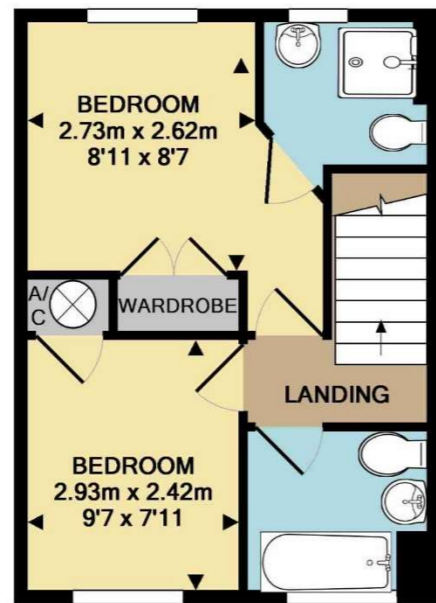 BEDROOM
2.73m x 2.62m
8'11 x 8'7
A/
C
WARDROBE
LANDING
BEDROOM
2.93m x 2.42m
9'7 x 7'11